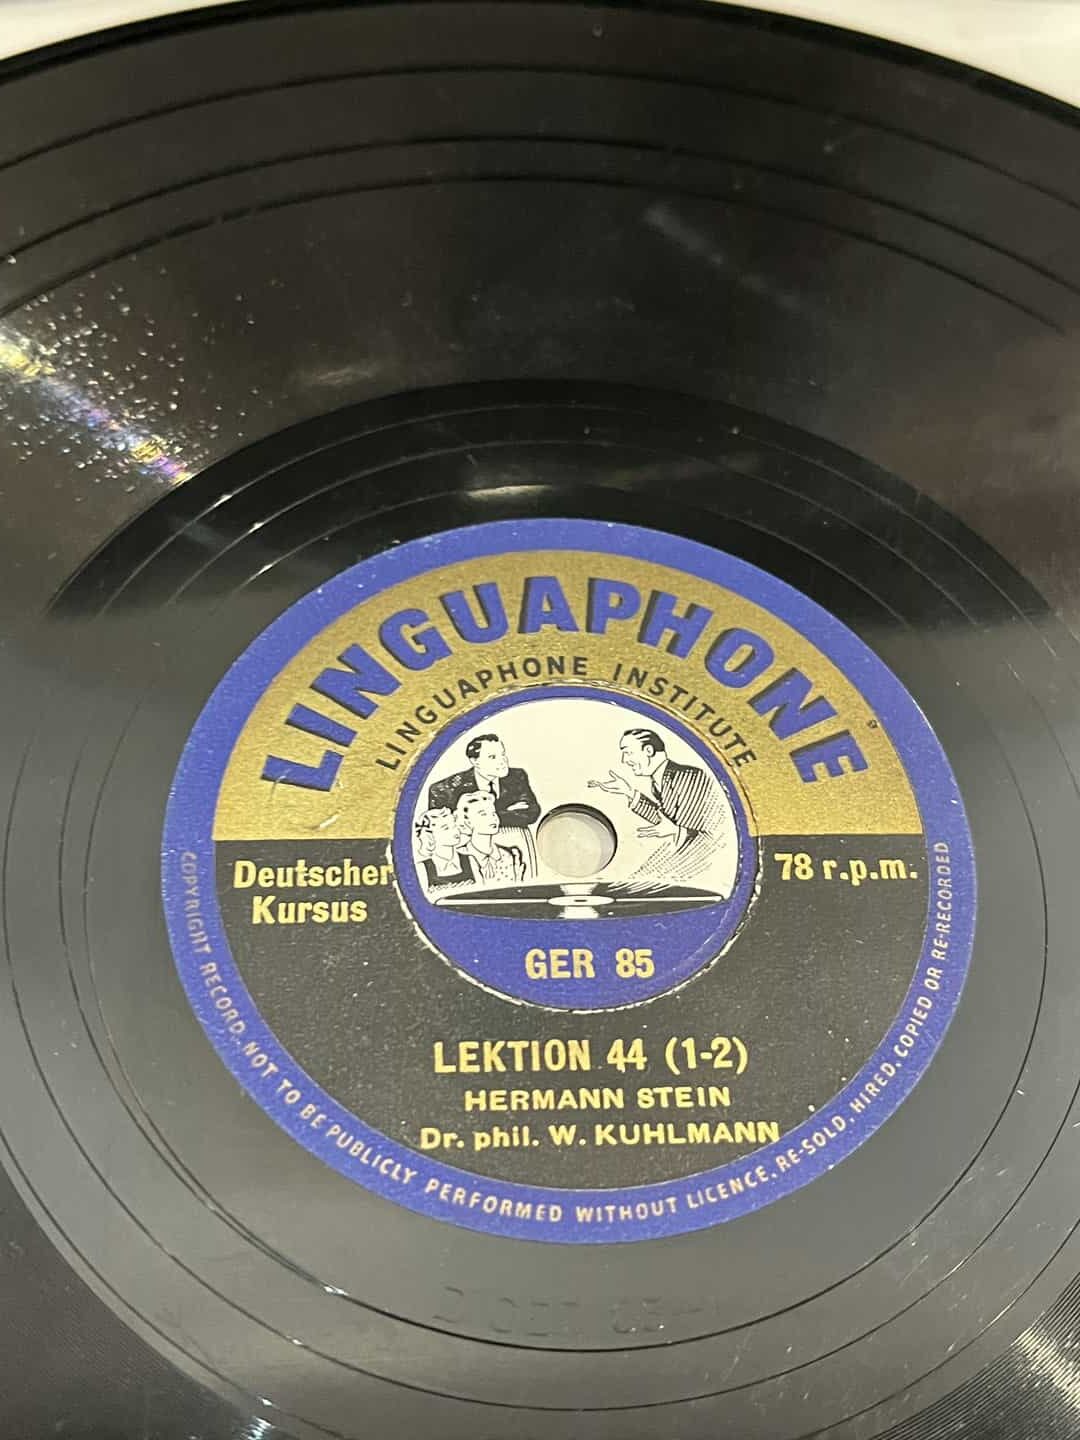 LINGUAPHONE
LINGUAPHONE INSTITUTE
Deutscher
Kursus
78 r.p.m.
GER 85
LEKTION 44 (1-2)
HERMANN STEIN
Dr. phil. W. KUHLMANN
COPYRIGHT RECORD. NOT TO BE PUBLICLY PERFORMED WITHOUT LICENCE, RE-SOLD, HIRED, COPIED OR RE-RECORDED